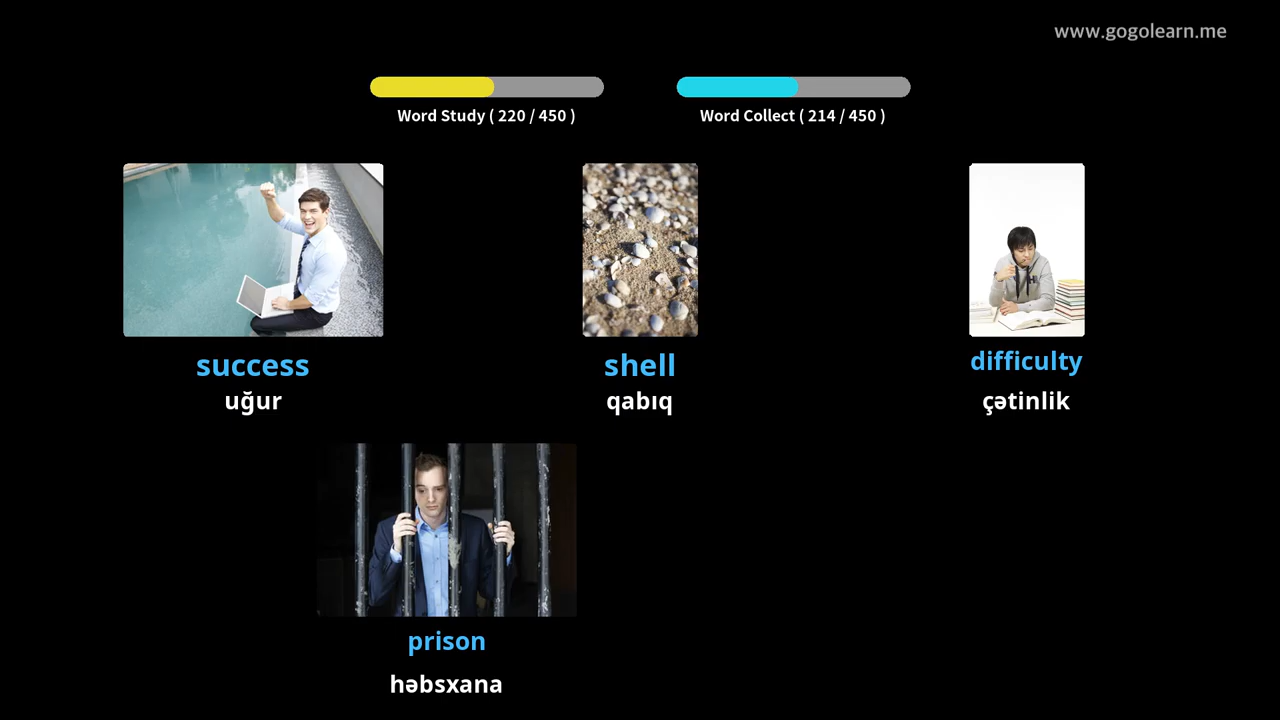 www.gogolearn.me
Word Study ( 220 / 450 )
Word Collect ( 214 / 450 )
success
uğur
shell
qabıq
difficulty
çətinlik
prison
həbsxana